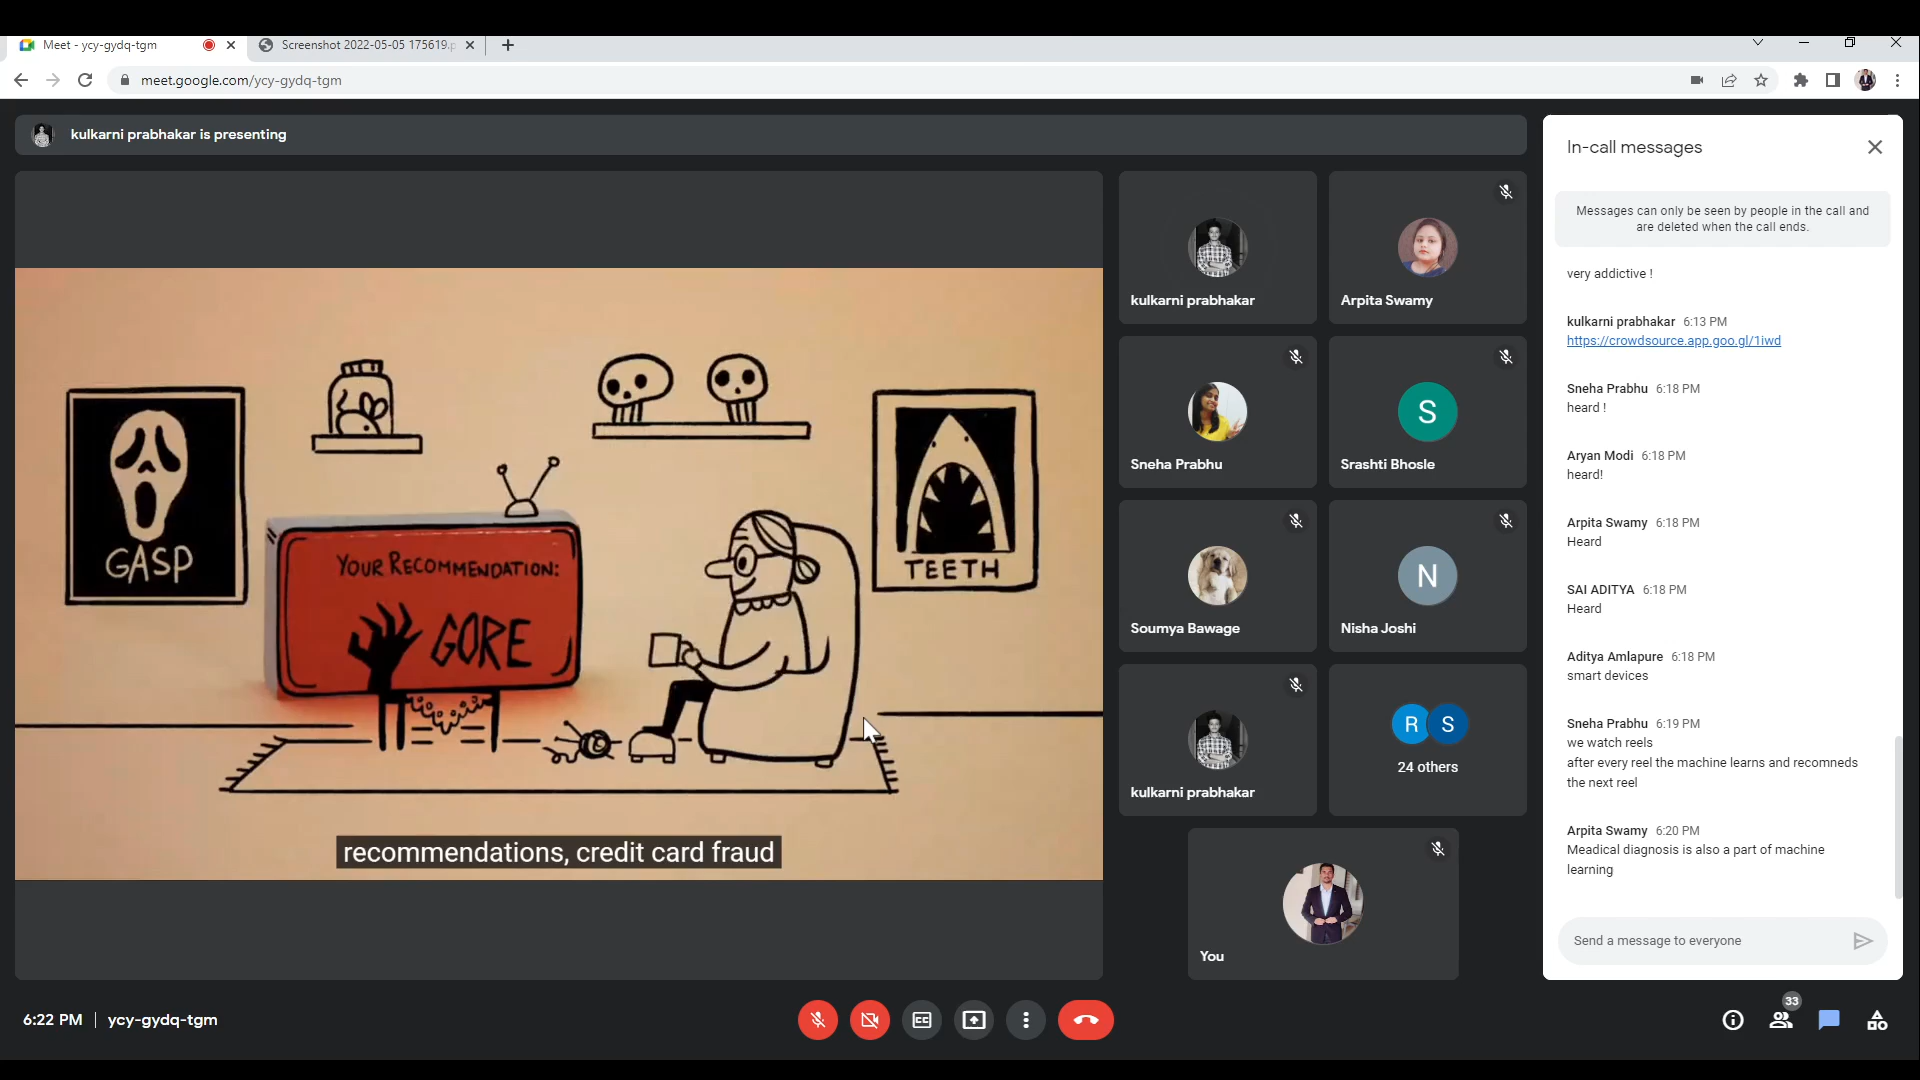 Meet - ycy-gydq-tgm
Screenshot 2022-05-05 175619.p
meet.google.com/ycy-gydq-tgm
kulkarni prabhakar is presenting
GASP
YOUR RECOMMENDATION:
GORE
TEETH
recommendations, credit card fraud
kulkarni prabhakar
Arpita Swamy
Sneha Prabhu
S
Srashti Bhosle
Soumya Bawage
N
Nisha Joshi
kulkarni prabhakar
R S
24 others
You
In-call messages
Messages can only be seen by people in the call and
are deleted when the call ends.
very addictive !
kulkarni prabhakar 6:13 PM
https://crowdsource.app.goo.gl/1iwd
Sneha Prabhu 6:18 PM
heard !
Aryan Modi 6:18 PM
heard!
Arpita Swamy 6:18 PM
Heard
SAI ADITYA 6:18 PM
Heard
Aditya Amlapure 6:18 PM
smart devices
Sneha Prabhu 6:19 PM
we watch reels
after every reel the machine learns and recomneds
the next reel
Arpita Swamy 6:20 PM
Meadical diagnosis is also a part of machine
learning
Send a message to everyone
6:22 PM | ycy-gydq-tgm
33